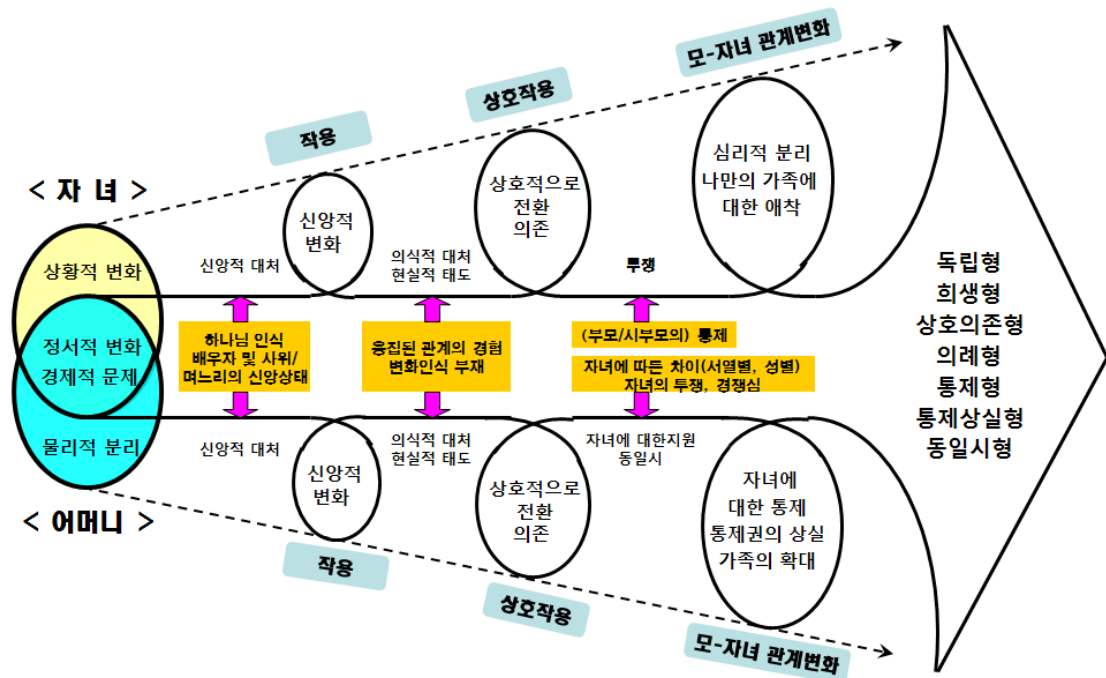 모-자녀 관계변화
상호작용
작용
< 자 녀 >
심리적 분리
나만의 가족에
대한 애착
상호적으로
전환
의존
신앙적
변화
상황적 변화
신앙적 대처
의식적 대처
현실적 태도
투쟁
정서적 변화
경제적 문제
하나님 인식
배우자 및 사위/
며느리의 신앙상태
응집된 관계의 경험
변화인식 부재
(부모/시부모의) 통제
자녀에 따든 차이(서열별, 성별)
자녀의 투쟁, 경쟁심
독립형
희생형
상호의존형
의례형
통제형
통제상실형
동일시형
물리적 분리
신앙적 대처
의식적 대처
현실적 태도
자녀에 대한지원
동일시
신앙적
변화
상호적으로
전환
의존
자녀에
대한 통제
통제권의 상실
가족의 확대
< 어머니 >
작용
상호작용
모-자녀 관계변화